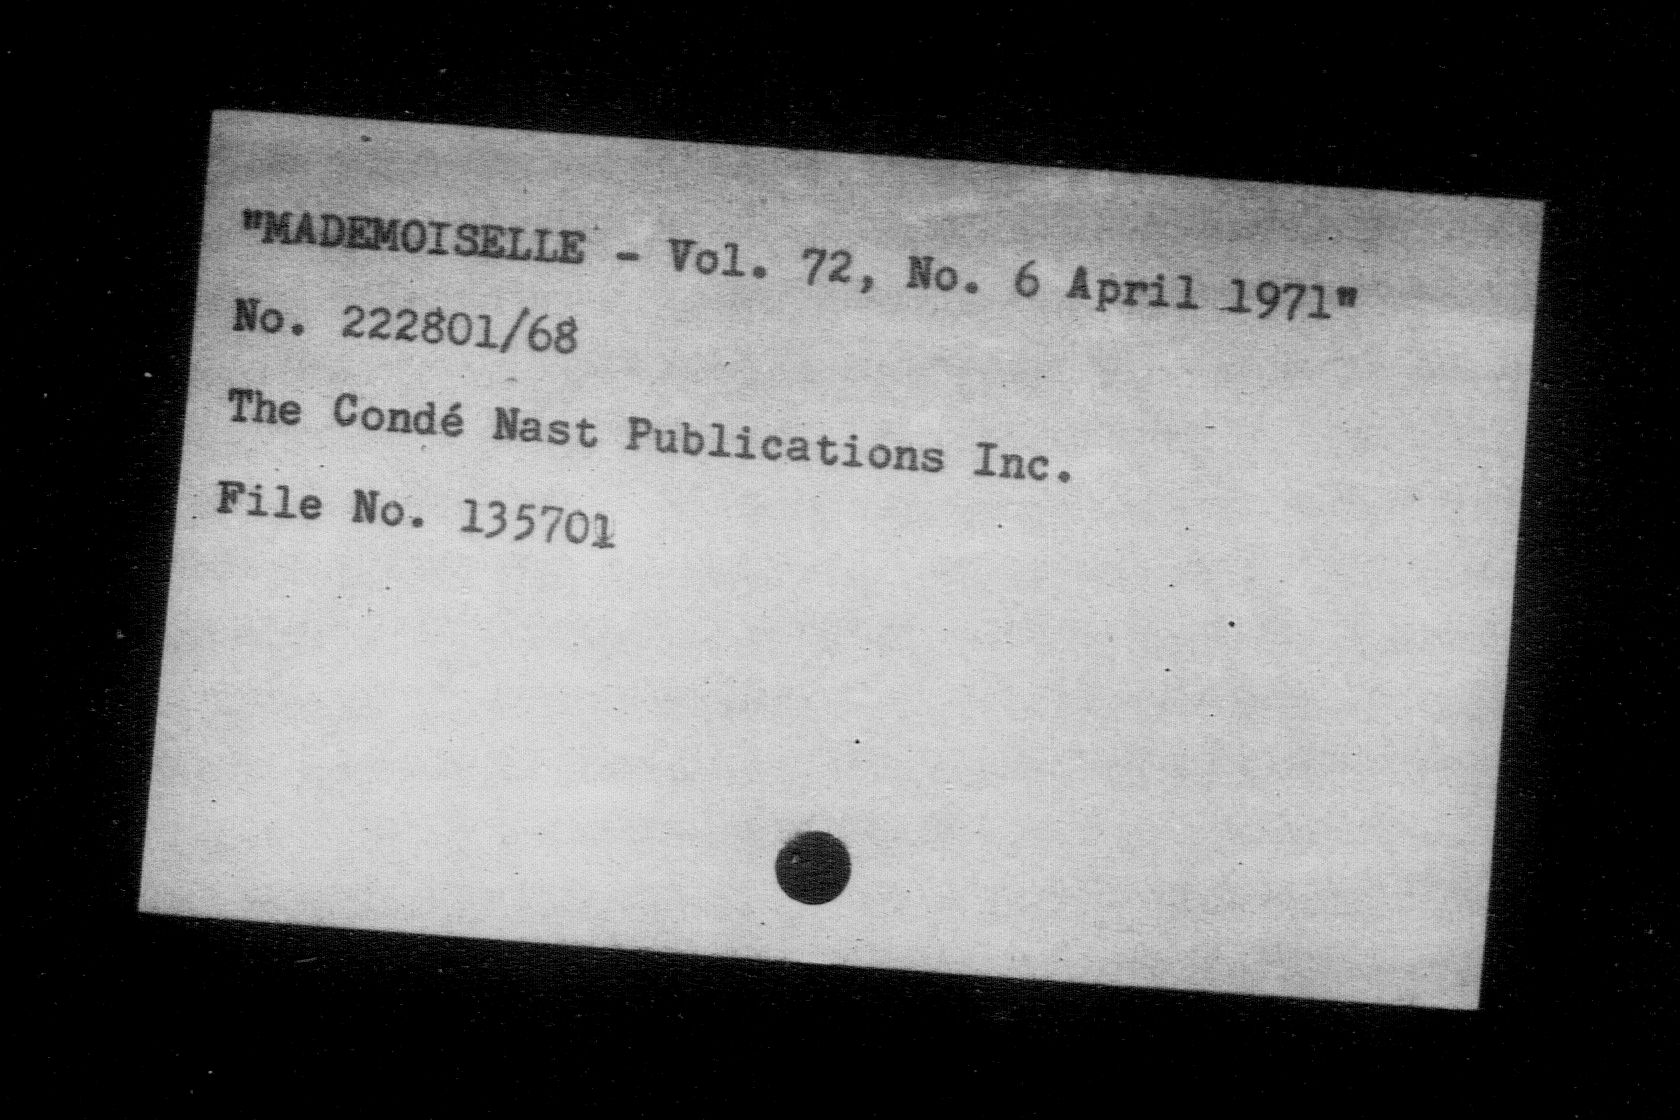 "MADEMOISELLE - Vol. 72, No. 6 April 1971"
No. 222801/68
The Condé Nast Publications Inc.
File No. 135701